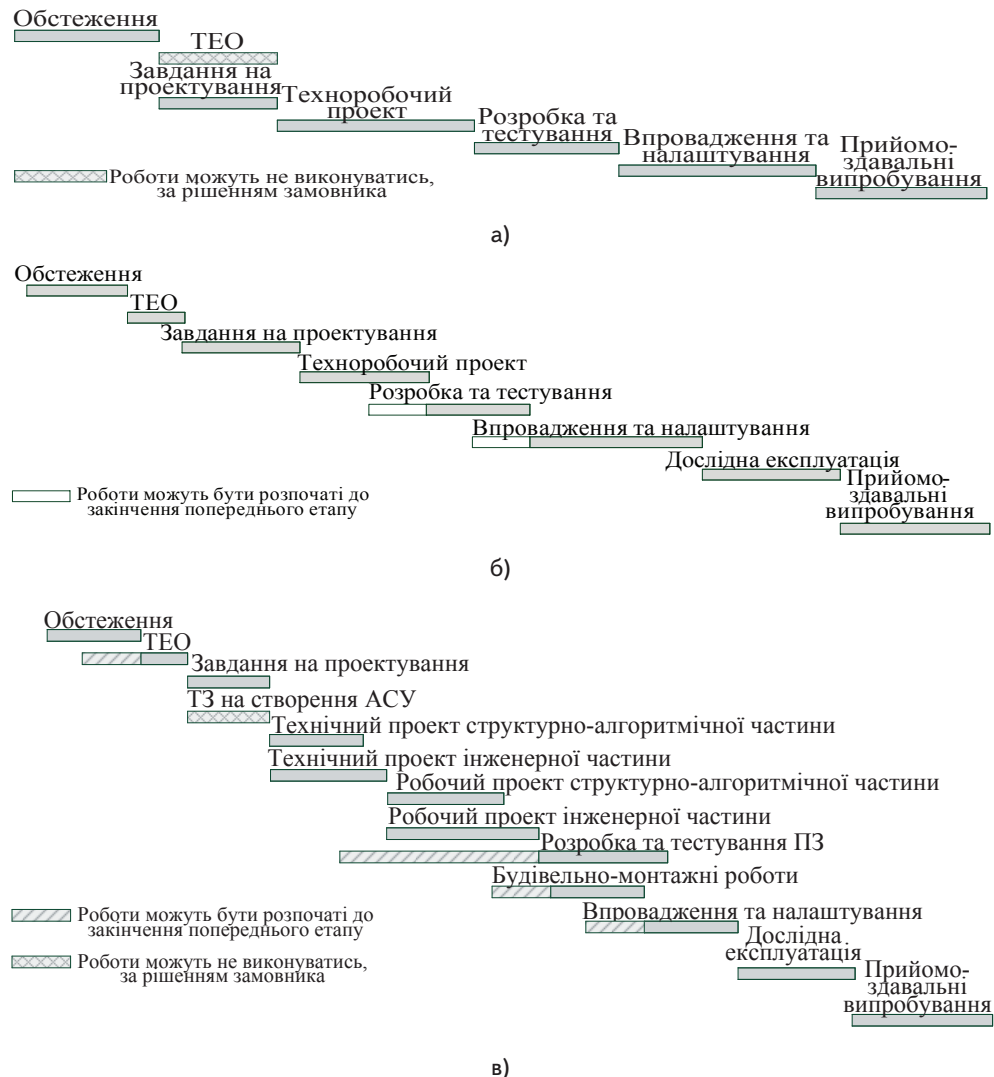 Обстеження
ТЕО
Завдання на
проектування
Техноробочий
проект
Розробка та
тестування
Впровадження та
налаштування
Прийомо-
здавальні
випробування
Роботи можуть не виконуватись,
за рішенням замовника
а)
Обстеження
ТЕО
Завдання на проектування
Техноробочий проект
Розробка та тестування
Впровадження та налаштування
Дослідна експлуатація
Прийомо-
здавальні
випробування
Роботи можуть бути розпочаті до
закінчення попереднього етапу
б)
Обстеження
ТЕО
Завдання на проектування
ТЗ на створення АСУ
Технічний проект структурно-алгоритмічної частини
Технічний проект інженерної частини
Робочий проект структурно-алгоритмічної частини
Робочий проект інженерної частини
Розробка та тестування ПЗ
Будівельно-монтажні роботи
Впровадження та налаштування
Дослідна
експлуатація
Прийомо-
здавальні
випробування
Роботи можуть бути розпочаті до
закінчення попереднього етапу
Роботи можуть не виконуватись,
за рішенням замовника
в)